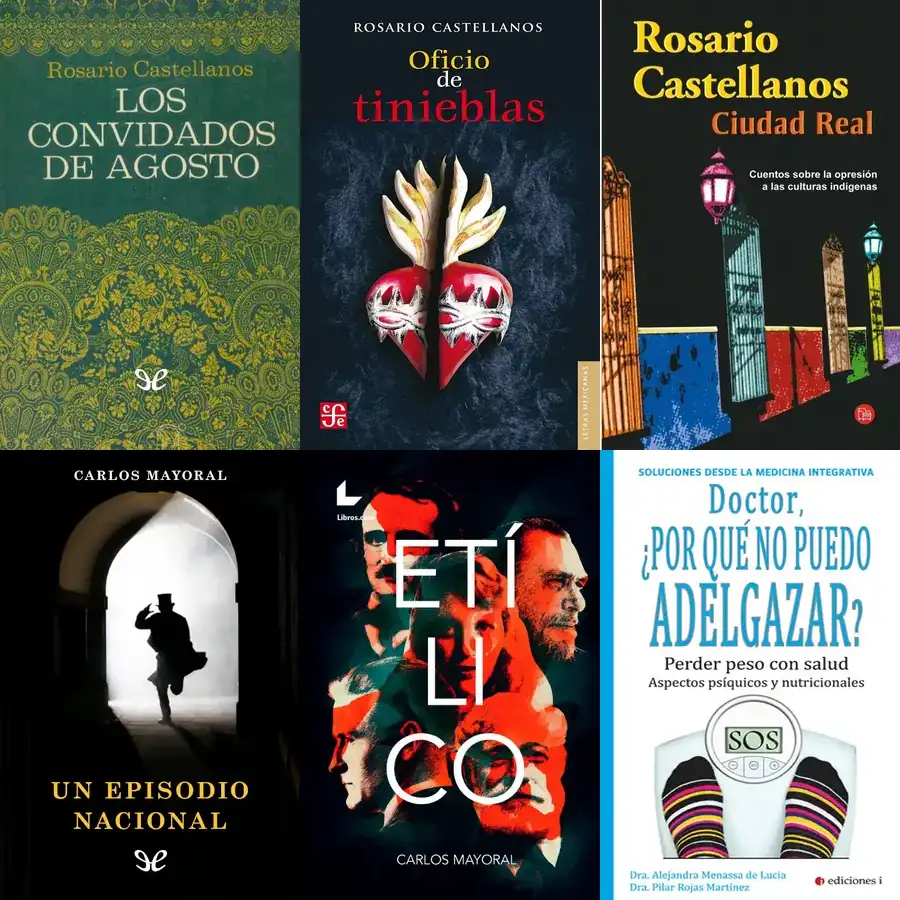 Rosario Castellanos
LOS
CONVIDADOS
DE AGOSTO
ROSARIO CASTELLANOS
Oficio
de
tinieblas
LETRAS MEXICANAS
Rosario
Castellanos
Ciudad Real
Cuentos sobre la opresión
a las culturas indígenas
CARLOS MAYORAL
UN EPISODIO
NACIONAL
Libros.com
ETÍ
LI
CO
CARLOS MAYORAL
SOLUCIONES DESDE LA MEDICINA INTEGRATIVA
Doctor,
¿POR QUÉ NO PUEDO
ADELGAZAR?
Perder peso con salud
Aspectos psíquicos y nutricionales
SOS
Dra. Alejandra Menassa de Lucia
Dra. Pilar Rojas Martínez
ediciones i